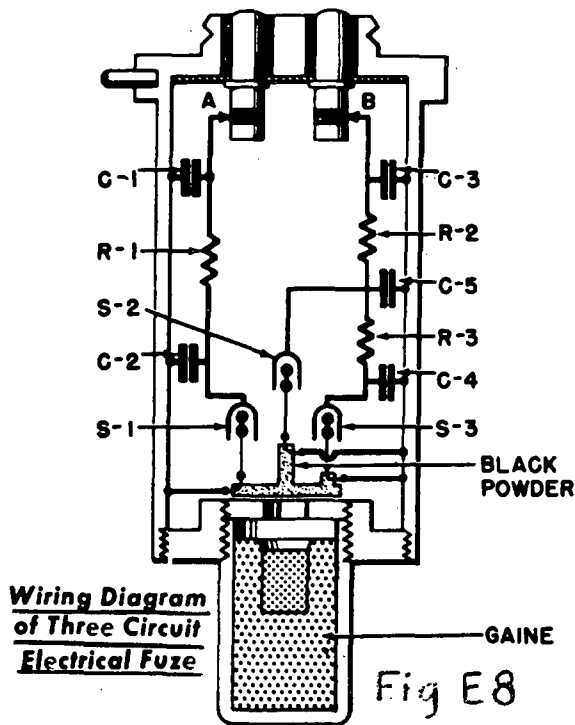 A B
C-1 C-3
R-1 R-2
C-5
S-2
R-3
C-2
C-4
S-1 S-3
BLACK
POWDER
Wiring Diagram
of Three Circuit
Electrical Fuze
GAINE
Fig E8